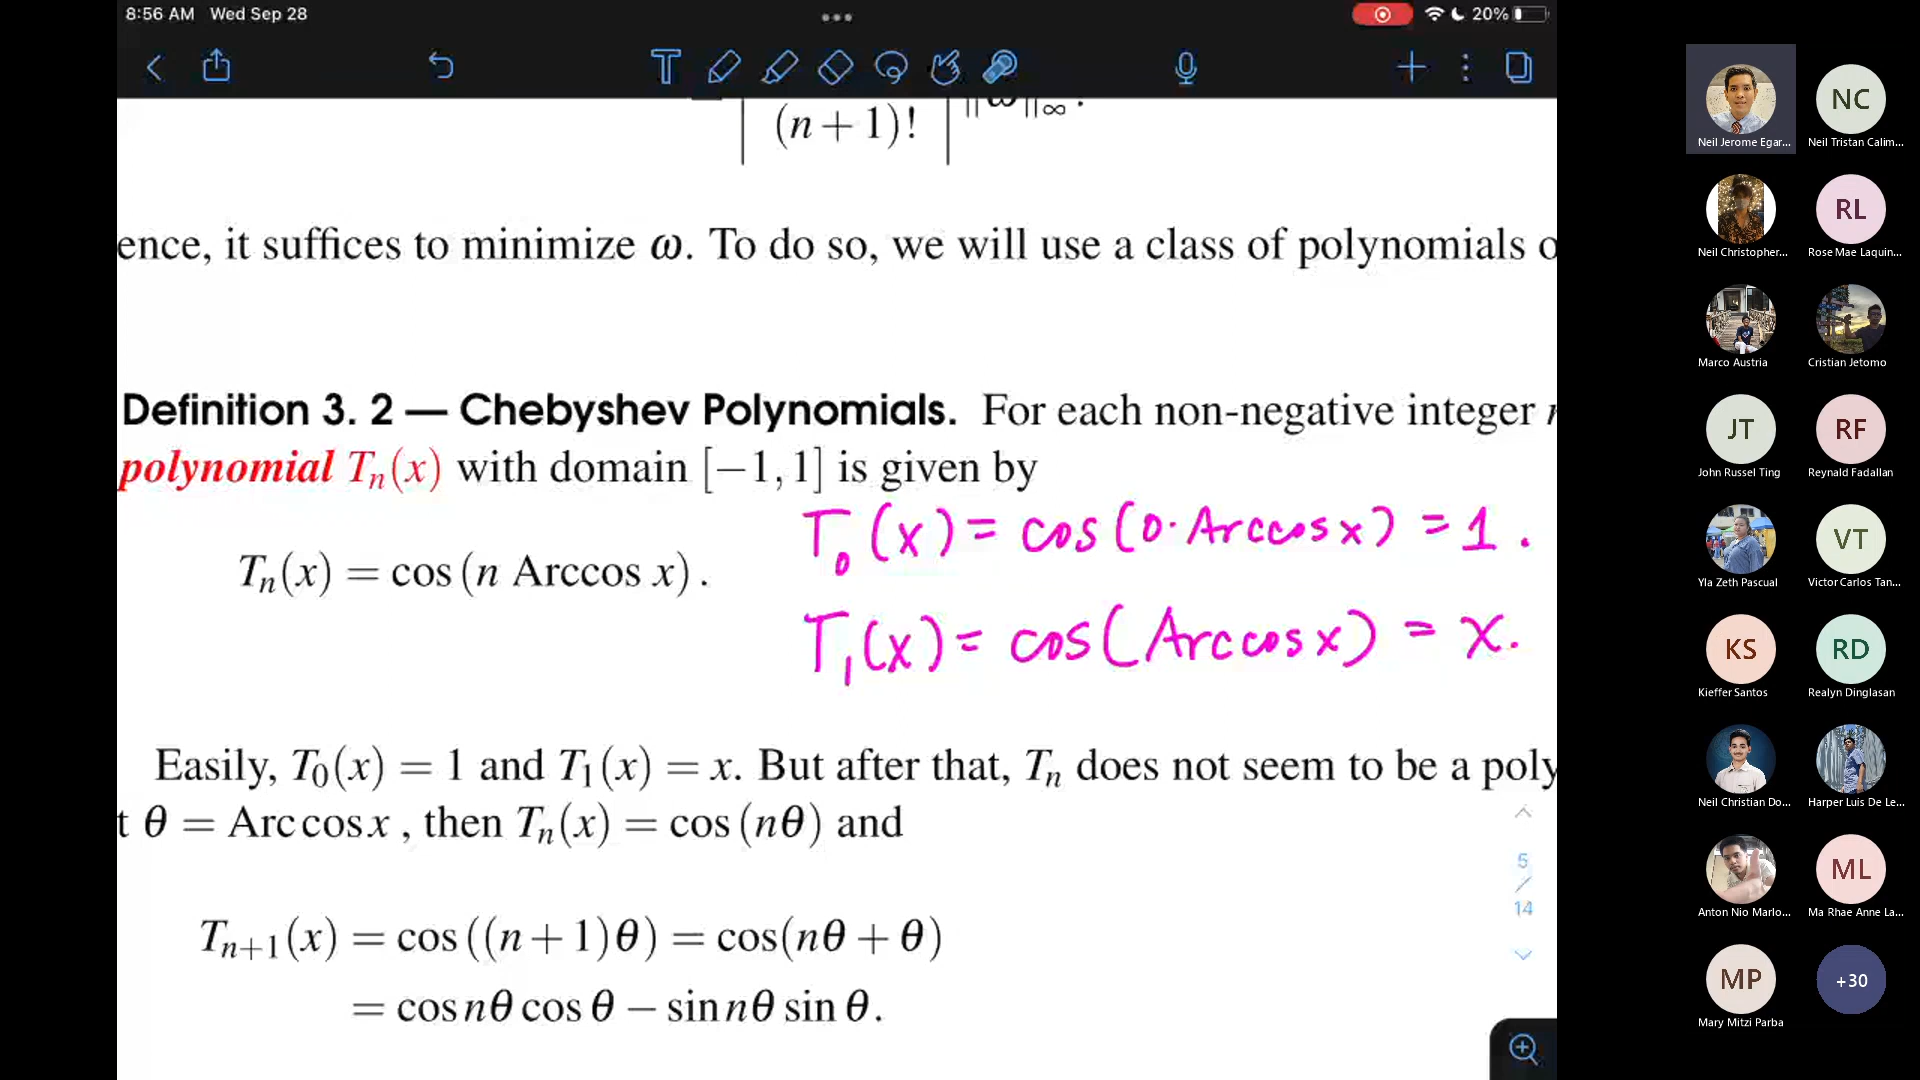 8:56 AM Wed Sep 28
20%
(n+1)! ‖ω‖∞.
ence, it suffices to minimize ω. To do so, we will use a class of polynomials
Definition 3. 2 — Chebyshev Polynomials. For each non-negative integer
polynomial Tₙ(x) with domain [−1,1] is given by
T₀(x) = cos(0·Arccos x) = 1.
Tₙ(x) = cos (n Arccos x).
T₁(x) = cos(Arccos x) = x.
Easily, T₀(x) = 1 and T₁(x) = x. But after that, Tₙ does not seem to be a poly
t θ = Arccos x , then Tₙ(x) = cos (nθ) and
Tₙ₊₁(x) = cos ((n+1)θ) = cos(nθ + θ)
= cos nθ cos θ − sin nθ sin θ.
5
/
14
NC
Neil Jerome Egar... Neil Tristan Calim...
RL
Neil Christopher... Rose Mae Laquin...
Marco Austria Cristian Jetomo
JT RF
John Russel Ting Reynald Fadallan
VT
Yla Zeth Pascual Victor Carlos Tan...
KS RD
Kieffer Santos Realyn Dinglasan
Neil Christian Do... Harper Luis De Le...
ML
Anton Nio Marlo... Ma Rhae Anne La...
MP +30
Mary Mitzi Parba